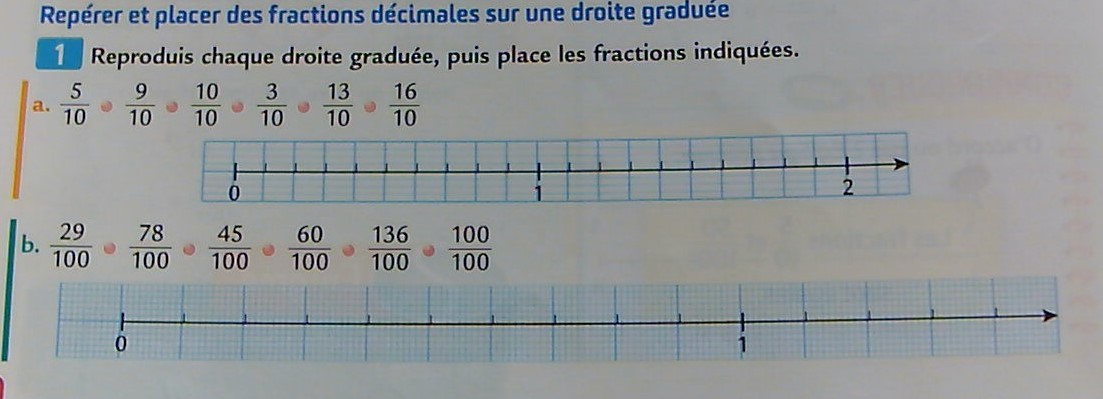 Repérer et placer des fractions décimales sur une droite graduée
1 Reproduis chaque droite graduée, puis place les fractions indiquées.
a. 5/10 • 9/10 • 10/10 • 3/10 • 13/10 • 16/10
0 1 2
b. 29/100 • 78/100 • 45/100 • 60/100 • 136/100 • 100/100
0 1